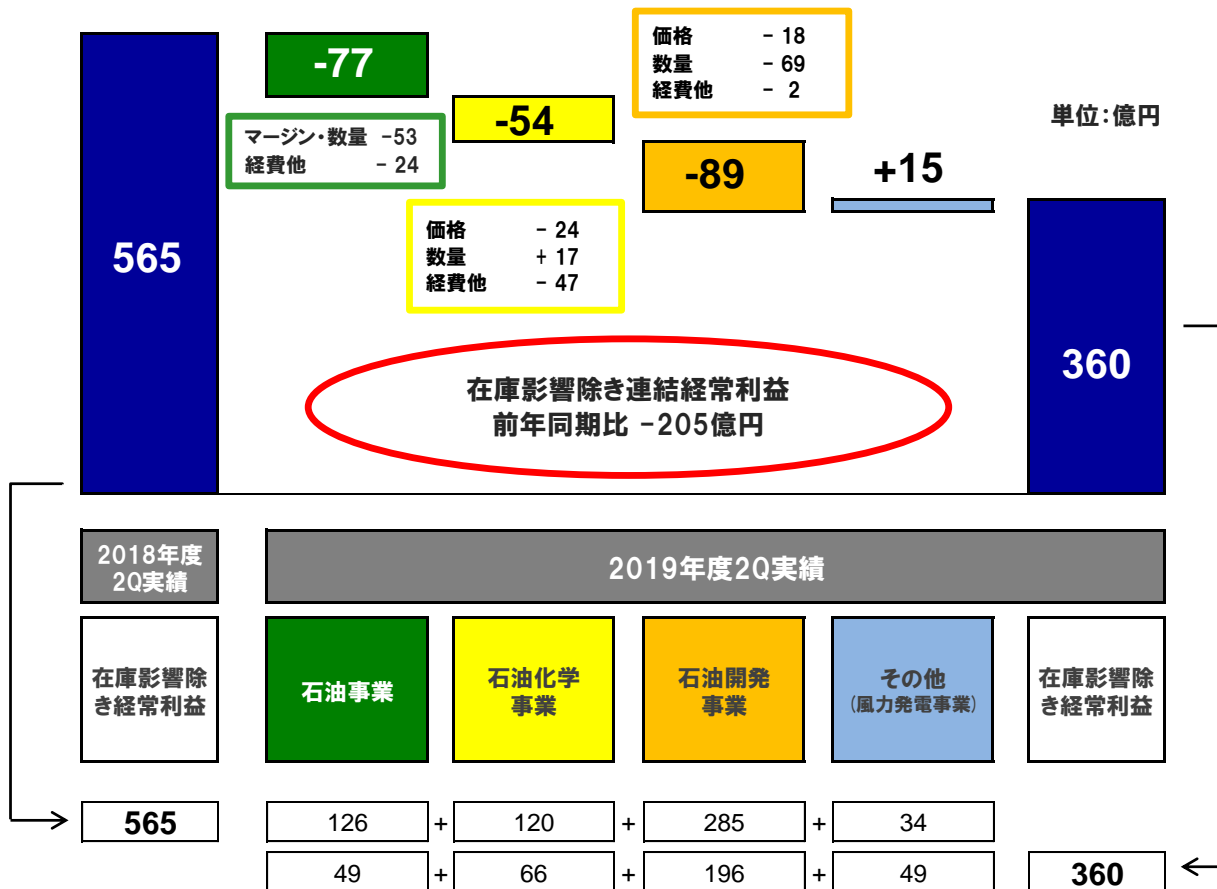 -77
価格 - 18
数量 - 69
経費他 - 2
-54
単位：億円
マージン・数量 -53
経費他 - 24
-89
+15
565
価格 - 24
数量 + 17
経費他 - 47
360
在庫影響除き連結経常利益
前年同期比 -205億円
2018年度
2Q実績
2019年度2Q実績
在庫影響除
き経常利益
石油事業
石油化学
事業
石油開発
事業
その他
(風力発電事業)
在庫影響除
き経常利益
565 126 + 120 + 285 + 34
49 + 66 + 196 + 49 360